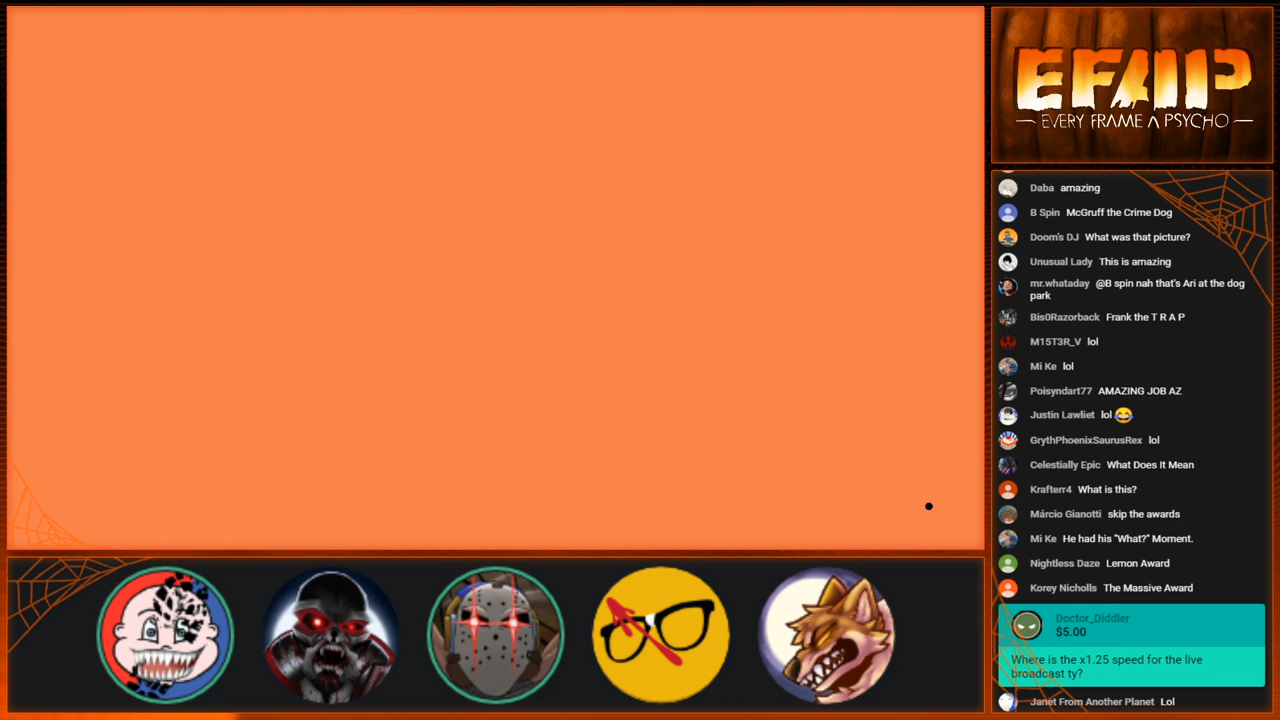 EFAP
EVERY FRAME A PSYCHO
Daba amazing
B Spin McGruff the Crime Dog
Doom's DJ What was that picture?
Unusual Lady This is amazing
mr.whataday @B spin nah that's Ari at the dog
park
Bis0Razorback Frank the T R A P
M15T3R_V lol
Mi Ke lol
Poisyndart77 AMAZING JOB AZ
Justin Lawliet lol 😂
GrythPhoenixSaurusRex lol
Celestially Epic What Does It Mean
Krafterr4 What is this?
Márcio Gianotti skip the awards
Mi Ke He had his "What?" Moment.
Nightless Daze Lemon Award
Korey Nicholls The Massive Award
Doctor_Diddler
$5.00
Where is the x1.25 speed for the live
broadcast ty?
Janet From Another Planet Lol